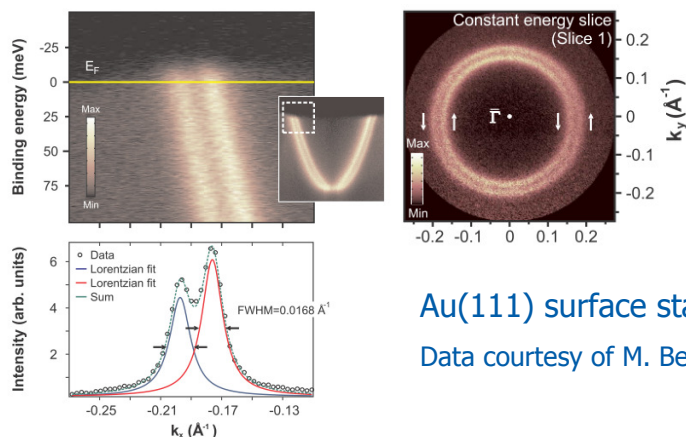 Binding energy (meV)
-25
0
25
50
75
E_F
Max
Min
Intensity (arb. units)
6
4
2
Data
Lorentzian fit
Lorentzian fit
Sum
FWHM=0.0168 Å⁻¹
-0.25
-0.21
-0.17
-0.13
kₓ (Å⁻¹)
Constant energy slice
(Slice 1)
Γ̄
Max
Min
0.2
0.1
0
-0.1
-0.2
k_y (Å⁻¹)
-0.2
-0.1
0
0.1
0.2
Au(111) surface sta
Data courtesy of M. Be